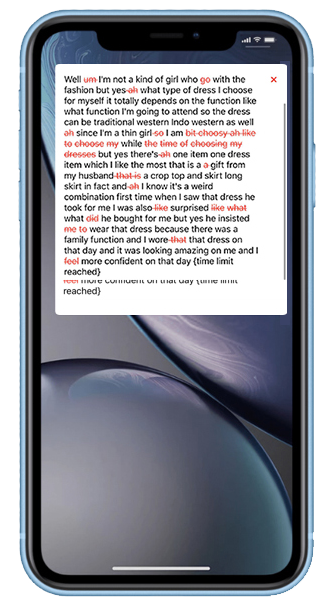 Well um I'm not a kind of girl who go with the
fashion but yes ah what type of dress I choose
for myself it totally depends on the function like
what function I'm going to attend so the dress
can be traditional western Indo western as well
ah since I'm a thin girl so I am bit choosy ah like
to choose my while the time of choosing my
dresses but yes there's ah one item one dress
item which I like the most that is a a gift from
my husband that is a crop top and skirt long
skirt in fact and ah I know it's a weird
combination first time when I saw that dress he
took for me I was also like surprised like what
what did he bought for me but yes he insisted
me to wear that dress because there was a
family function and I wore that that dress on
that day and it was looking amazing on me and I
feel more confident on that day {time limit
reached}
feel more confident on that day {time limit
reached}